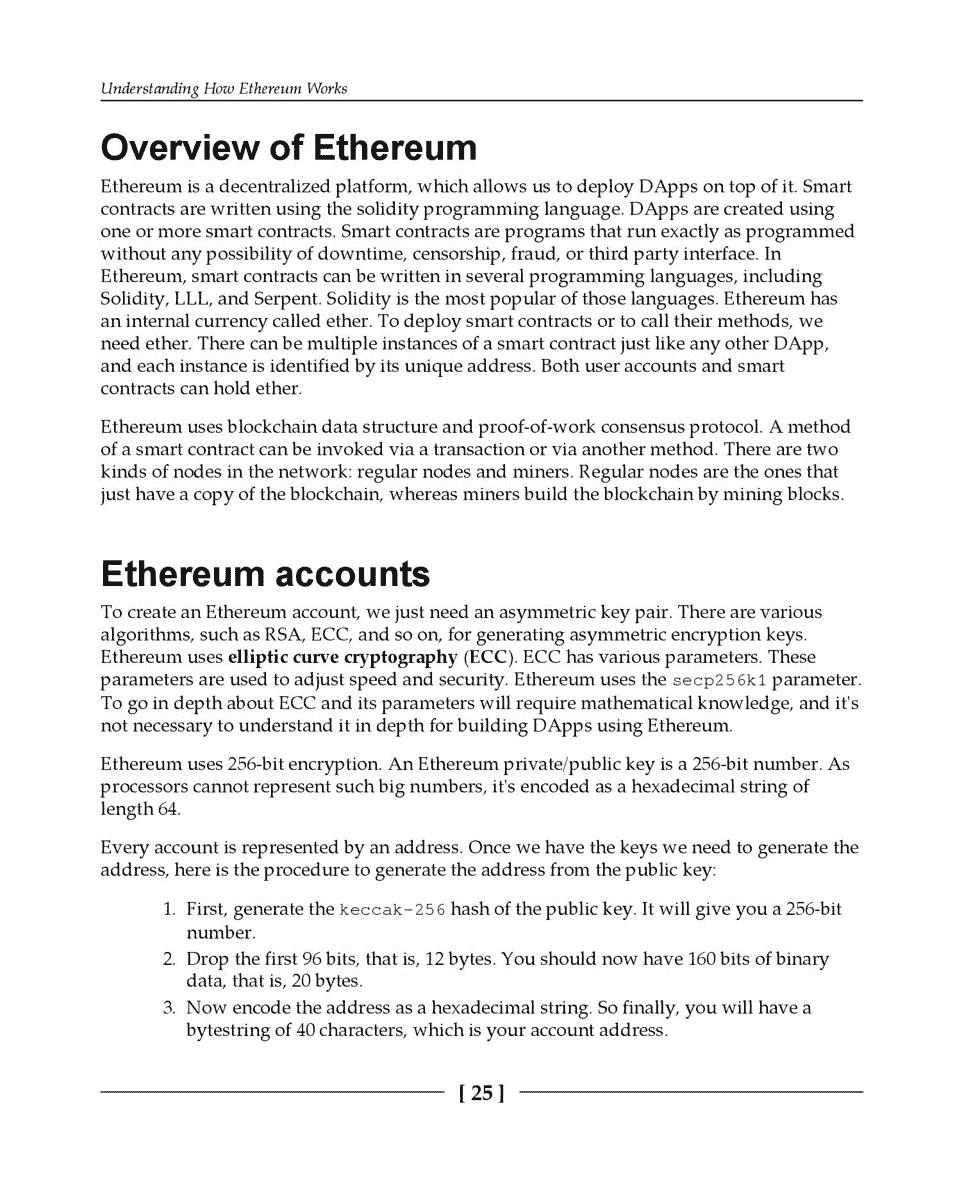 Understanding How Ethereum Works
Overview of Ethereum
Ethereum is a decentralized platform, which allows us to deploy DApps on top of it. Smart
contracts are written using the solidity programming language. DApps are created using
one or more smart contracts. Smart contracts are programs that run exactly as programmed
without any possibility of downtime, censorship, fraud, or third party interface. In
Ethereum, smart contracts can be written in several programming languages, including
Solidity, LLL, and Serpent. Solidity is the most popular of those languages. Ethereum has
an internal currency called ether. To deploy smart contracts or to call their methods, we
need ether. There can be multiple instances of a smart contract just like any other DApp,
and each instance is identified by its unique address. Both user accounts and smart
contracts can hold ether.
Ethereum uses blockchain data structure and proof-of-work consensus protocol. A method
of a smart contract can be invoked via a transaction or via another method. There are two
kinds of nodes in the network: regular nodes and miners. Regular nodes are the ones that
just have a copy of the blockchain, whereas miners build the blockchain by mining blocks.
Ethereum accounts
To create an Ethereum account, we just need an asymmetric key pair. There are various
algorithms, such as RSA, ECC, and so on, for generating asymmetric encryption keys.
Ethereum uses elliptic curve cryptography (ECC). ECC has various parameters. These
parameters are used to adjust speed and security. Ethereum uses the secp256k1 parameter.
To go in depth about ECC and its parameters will require mathematical knowledge, and it's
not necessary to understand it in depth for building DApps using Ethereum.
Ethereum uses 256-bit encryption. An Ethereum private/public key is a 256-bit number. As
processors cannot represent such big numbers, it's encoded as a hexadecimal string of
length 64.
Every account is represented by an address. Once we have the keys we need to generate the
address, here is the procedure to generate the address from the public key:
1. First, generate the keccak-256 hash of the public key. It will give you a 256-bit
number.
2. Drop the first 96 bits, that is, 12 bytes. You should now have 160 bits of binary
data, that is, 20 bytes.
3. Now encode the address as a hexadecimal string. So finally, you will have a
bytestring of 40 characters, which is your account address.
[ 25 ]